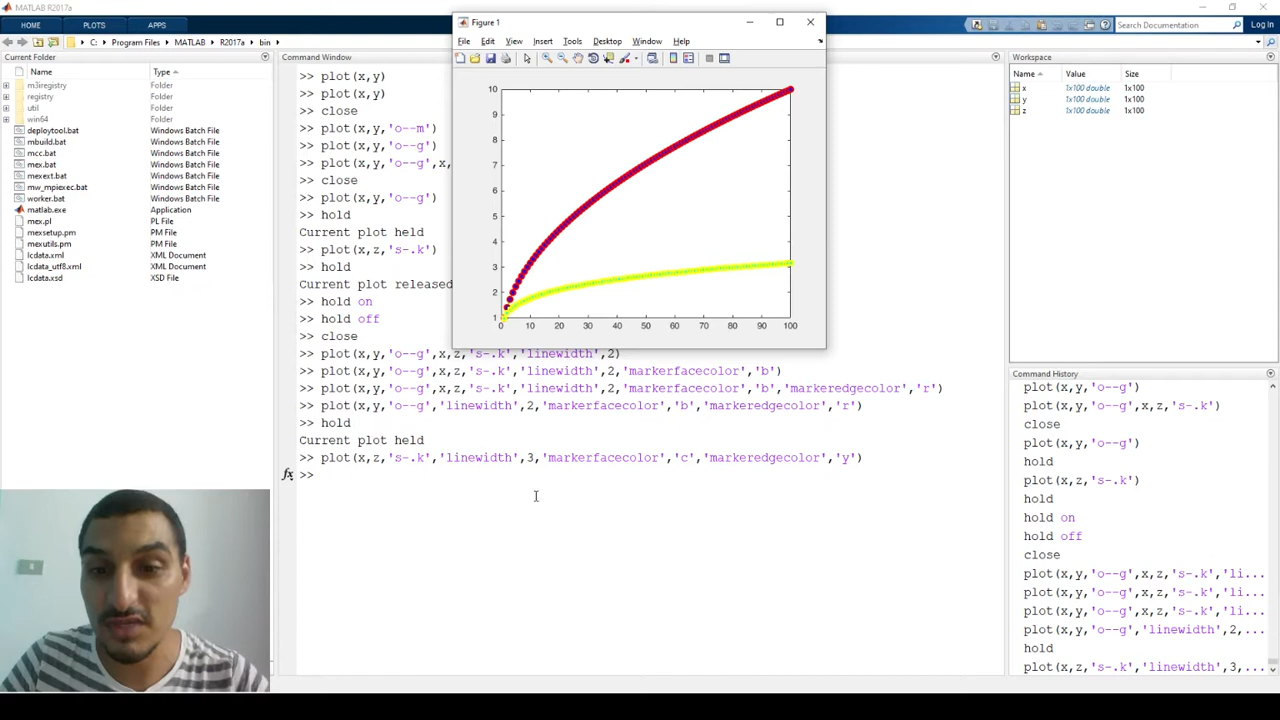 MATLAB R2017a
HOME PLOTS APPS
Search Documentation
Log In
C: Program Files MATLAB R2017a bin
Current Folder
Name Type
m3iregistry Folder
registry Folder
util Folder
win64 Folder
deploytool.bat Windows Batch File
mbuild.bat Windows Batch File
mcc.bat Windows Batch File
mex.bat Windows Batch File
mexext.bat Windows Batch File
mw_mpiexec.bat Windows Batch File
worker.bat Windows Batch File
matlab.exe Application
mex.pl PL File
mexsetup.pm PM File
mexutils.pm PM File
lcdata.xml XML Document
lcdata_utf8.xml XML Document
lcdata.xsd XSD File
Command Window
>> plot(x,y)
>> plot(x,y)
>> close
>> plot(x,y,'o--m')
>> plot(x,y,'o--g')
>> plot(x,y,'o--g',x,
>> close
>> plot(x,y,'o--g')
>> hold
Current plot held
>> plot(x,z,'s-.k')
>> hold
Current plot released
>> hold on
>> hold off
>> close
>> plot(x,y,'o--g',x,z,'s-.k','linewidth',2)
>> plot(x,y,'o--g',x,z,'s-.k','linewidth',2,'markerfacecolor','b')
>> plot(x,y,'o--g',x,z,'s-.k','linewidth',2,'markerfacecolor','b','markeredgecolor','r')
>> plot(x,y,'o--g','linewidth',2,'markerfacecolor','b','markeredgecolor','r')
>> hold
Current plot held
>> plot(x,z,'s-.k','linewidth',3,'markerfacecolor','c','markeredgecolor','y')
fx >>
Figure 1
File Edit View Insert Tools Desktop Window Help
10
9
8
7
6
5
4
3
2
1
0 10 20 30 40 50 60 70 80 90 100
Workspace
Name Value Size
x 1x100 double 1x100
y 1x100 double 1x100
z 1x100 double 1x100
Command History
plot(x,y,'o--g')
plot(x,y,'o--g',x,z,'s-.k')
close
plot(x,y,'o--g')
hold
plot(x,z,'s-.k')
hold
hold on
hold off
close
plot(x,y,'o--g',x,z,'s-.k','li...
plot(x,y,'o--g',x,z,'s-.k','li...
plot(x,y,'o--g',x,z,'s-.k','li...
plot(x,y,'o--g','linewidth',2,...
hold
plot(x,z,'s-.k','linewidth',3,...